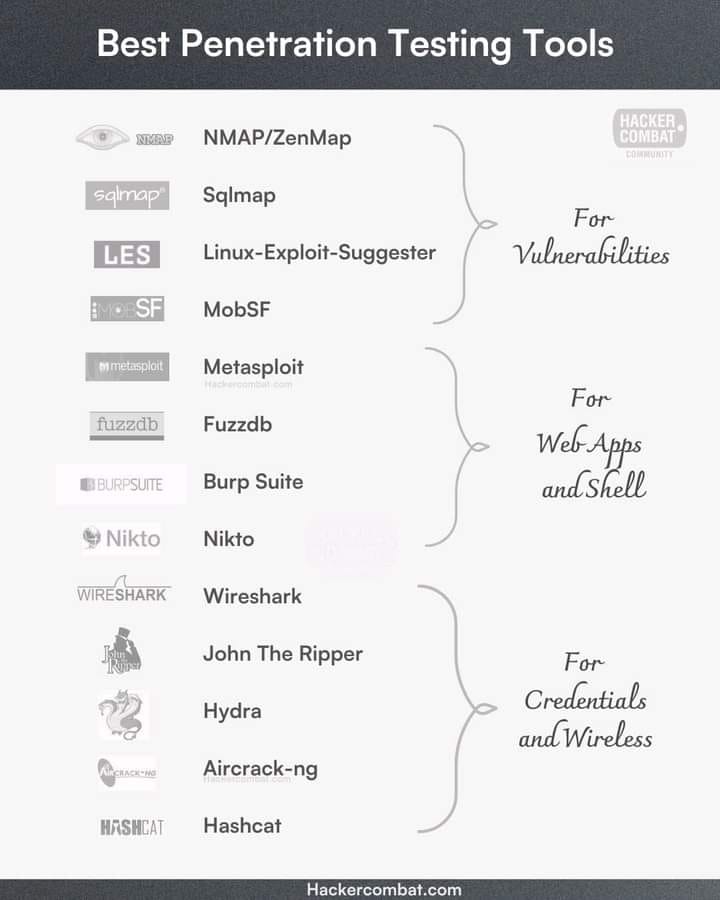 Best Penetration Testing Tools
HACKER
COMBAT
COMMUNITY
NMAP NMAP/ZenMap
sqlmap® Sqlmap
For
Vulnerabilities
LES Linux-Exploit-Suggester
MOBSF MobSF
metasploit Metasploit
Hackercombat.com
For
Web Apps
and Shell
fuzzdb Fuzzdb
BURPSUITE Burp Suite
Nikto Nikto
WIRESHARK Wireshark
John the Ripper John The Ripper
For
Credentials
and Wireless
Hydra
AIRCRACK-NG Aircrack-ng
Hackercombat.com
HASHCAT Hashcat
Hackercombat.com